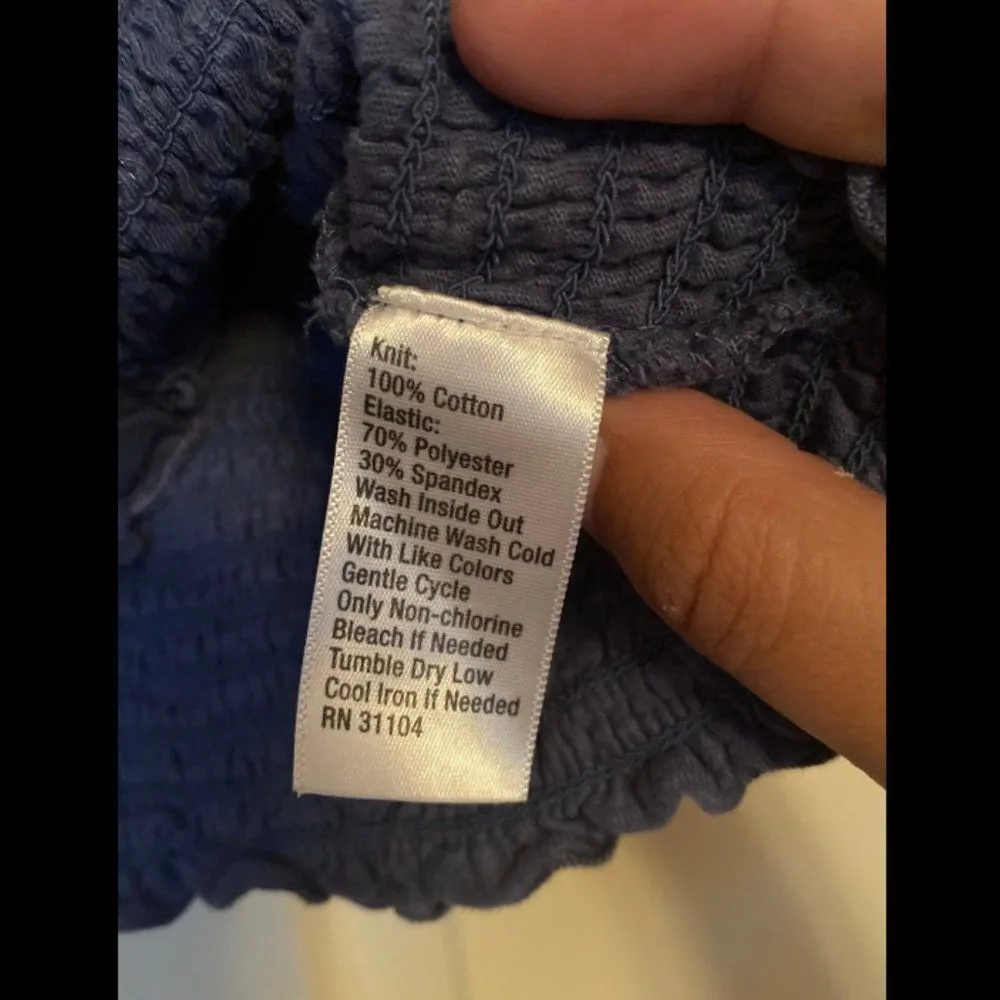 Knit:
100% Cotton
Elastic:
70% Polyester
30% Spandex
Wash Inside Out
Machine Wash Cold
With Like Colors
Gentle Cycle
Only Non-chlorine
Bleach If Needed
Tumble Dry Low
Cool Iron If Needed
RN 31104